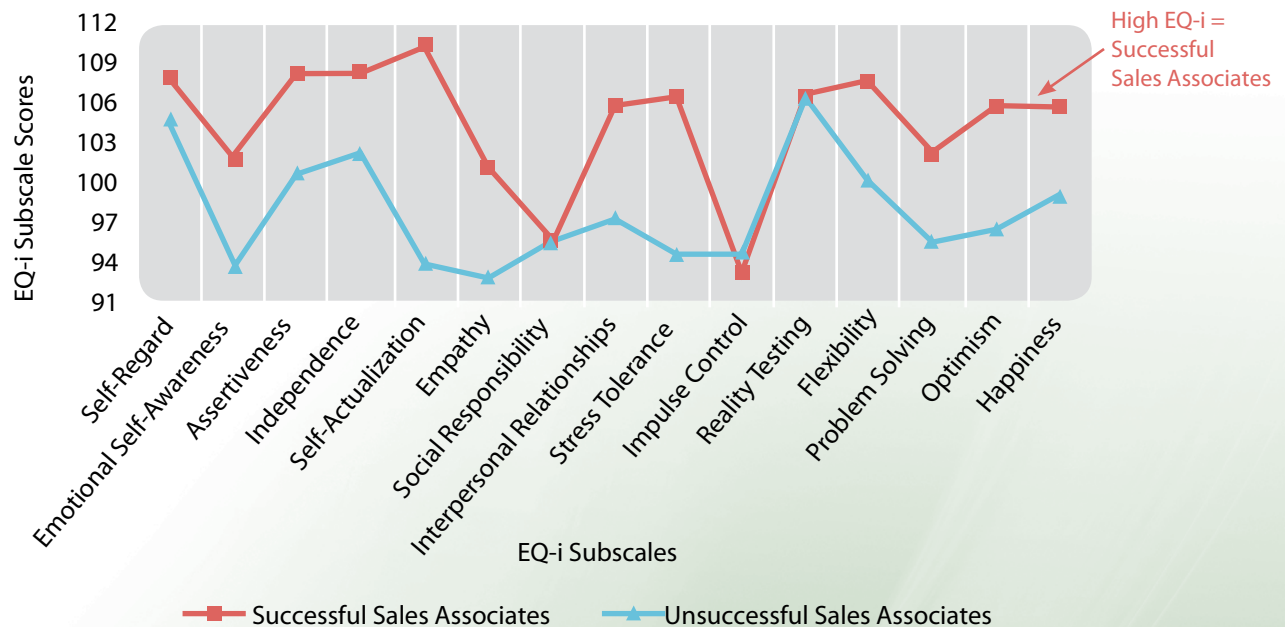 112
109
106
103
100
97
94
91
EQ-i Subscale Scores
High EQ-i =
Successful
Sales Associates
Self-Regard
Emotional Self-Awareness
Assertiveness
Independence
Self-Actualization
Empathy
Social Responsibility
Interpersonal Relationships
Stress Tolerance
Impulse Control
Reality Testing
Flexibility
Problem Solving
Optimism
Happiness
EQ-i Subscales
Successful Sales Associates
Unsuccessful Sales Associates